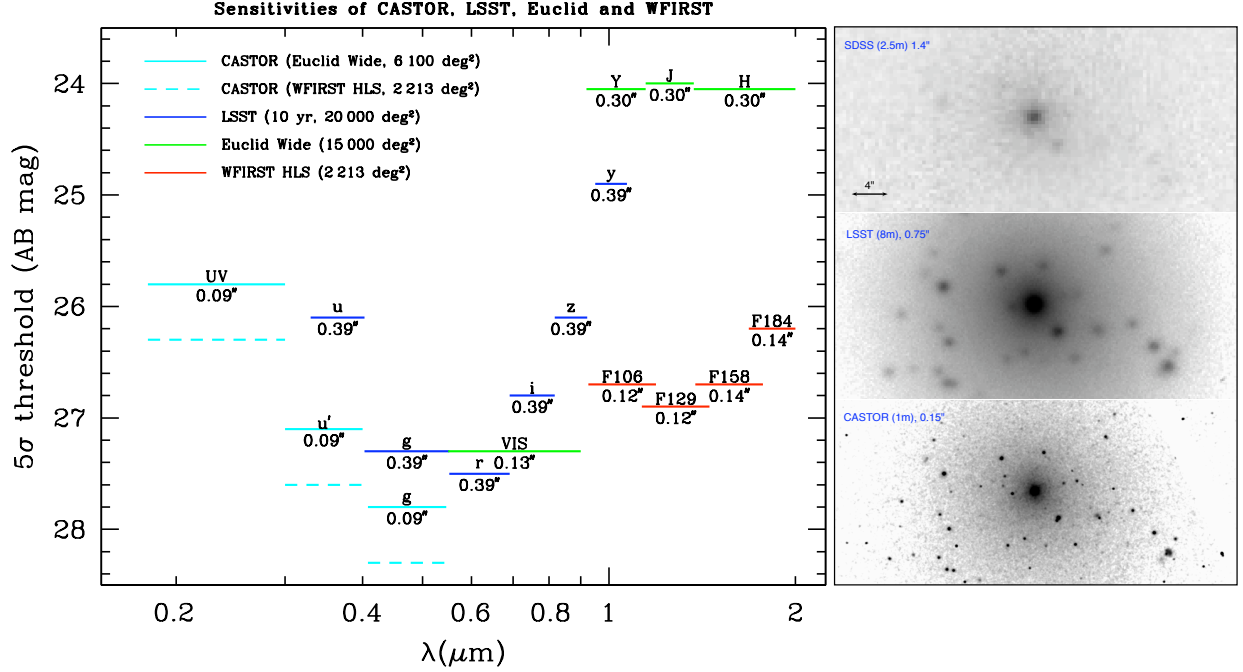 Sensitivities of CASTOR, LSST, Euclid and WFIRST
CASTOR (Euclid Wide, 6 100 deg²)
CASTOR (WFIRST HLS, 2 213 deg²)
LSST (10 yr, 20 000 deg²)
Euclid Wide (15 000 deg²)
WFIRST HLS (2 213 deg²)
5σ threshold (AB mag)
24
25
26
27
28
Y
0.30"
J
0.30"
H
0.30"
y
0.39"
UV
0.09"
u
0.39"
z
0.39"
F184
0.14"
F106
0.12"
F129
0.12"
F158
0.14"
i
0.39"
u'
0.09"
g
0.39"
VIS
0.13"
r
0.39"
g
0.09"
0.2
0.4
0.6
0.8
1
2
λ(μm)
SDSS (2.5m) 1.4"
4"
LSST (8m), 0.75"
CASTOR (1m), 0.15"